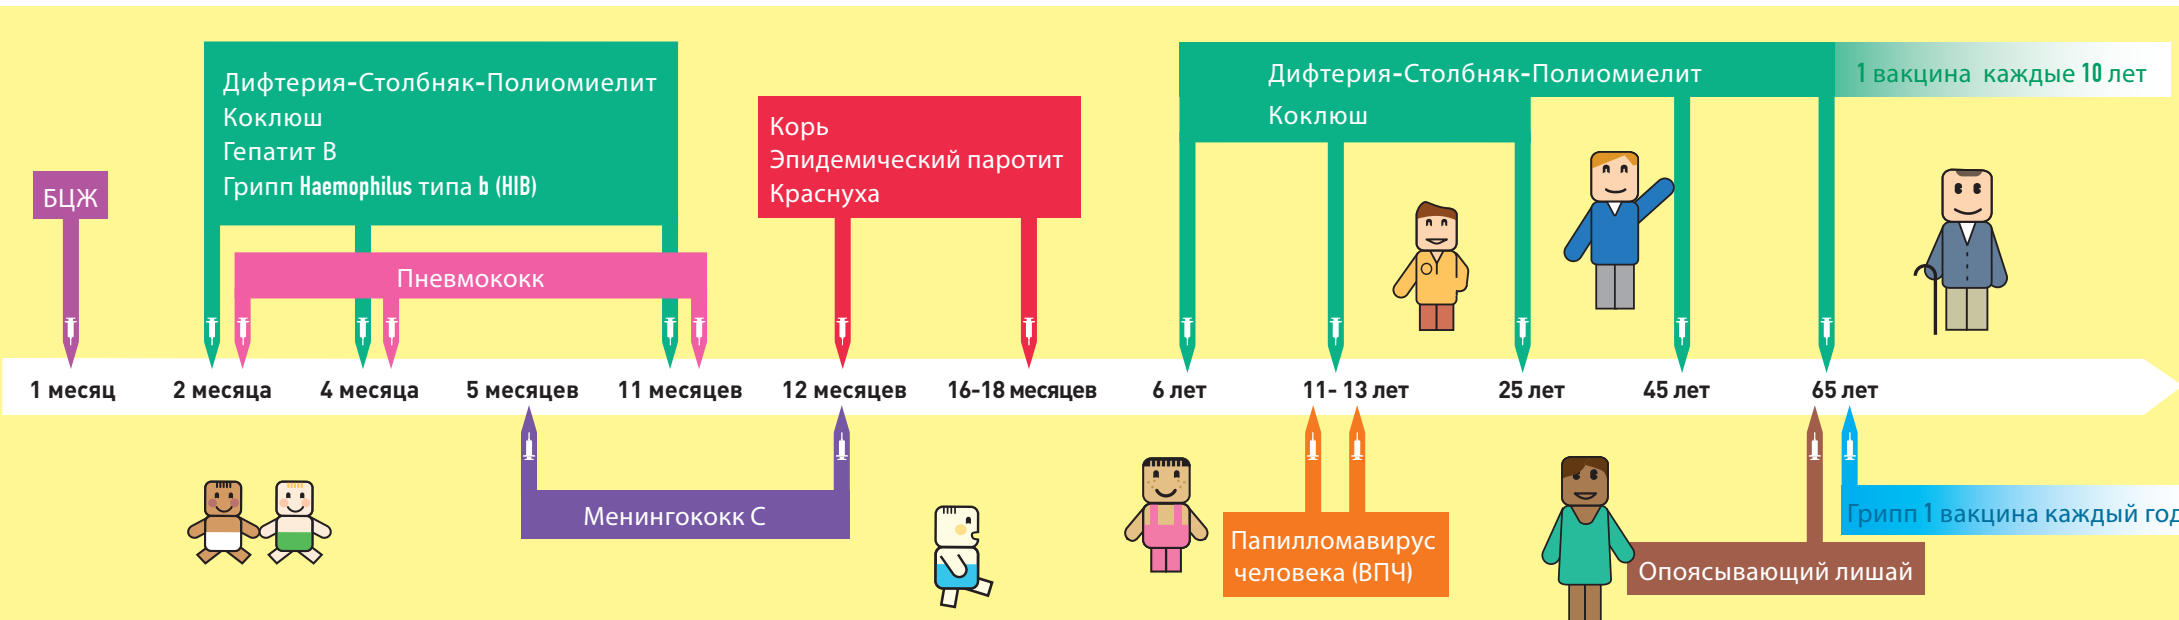 Дифтерия-Столбняк-Полиомиелит
Коклюш
Гепатит В
Грипп Haemophilus типа b (HIB)
БЦЖ
Пневмококк
Корь
Эпидемический паротит
Краснуха
Дифтерия-Столбняк-Полиомиелит
Коклюш
1 вакцина каждые 10 лет
1 месяц
2 месяца
4 месяца
5 месяцев
11 месяцев
12 месяцев
16-18 месяцев
6 лет
11- 13 лет
25 лет
45 лет
65 лет
Менингококк С
Папилломавирус
человека (ВПЧ)
Опоясывающий лишай
Грипп 1 вакцина каждый год